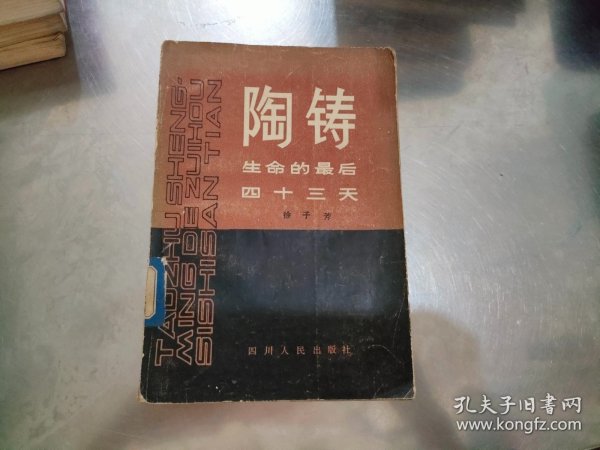 陶铸
生命的最后
四十三天
徐子芳
TAOZHU SHENG-
MING DE ZUIHOU
SISHISAN TIAN
四川人民出版社
孔夫子旧书网
www.kongfz.com